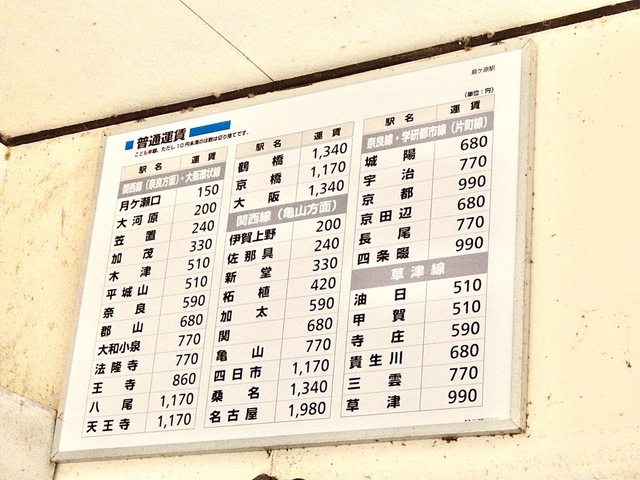 島ケ原駅
普通運賃
こども半額。ただし10円未満のは数は切り捨てです。
(単位:円)
駅名 運賃
関西線(奈良方面)・大阪環状線
月ケ瀬口 150
大河原 200
笠置 240
加茂 330
木津 510
平城山 510
奈良 590
郡山 680
大和小泉 770
法隆寺 770
王寺 860
八尾 1,170
天王寺 1,170
駅名 運賃
鶴橋 1,340
京橋 1,170
大阪 1,340
関西線(亀山方面)
伊賀上野 200
佐那具 240
新堂 330
柘植 420
加太 590
関 680
亀山 770
四日市 1,170
桑名 1,340
名古屋 1,980
駅名 運賃
奈良線・学研都市線(片町線)
城陽 680
宇治 770
京都 990
京田辺 680
長尾 770
四条畷 990
草津線
油日 510
甲賀 510
寺庄 590
貴生川 680
三雲 770
草津 990